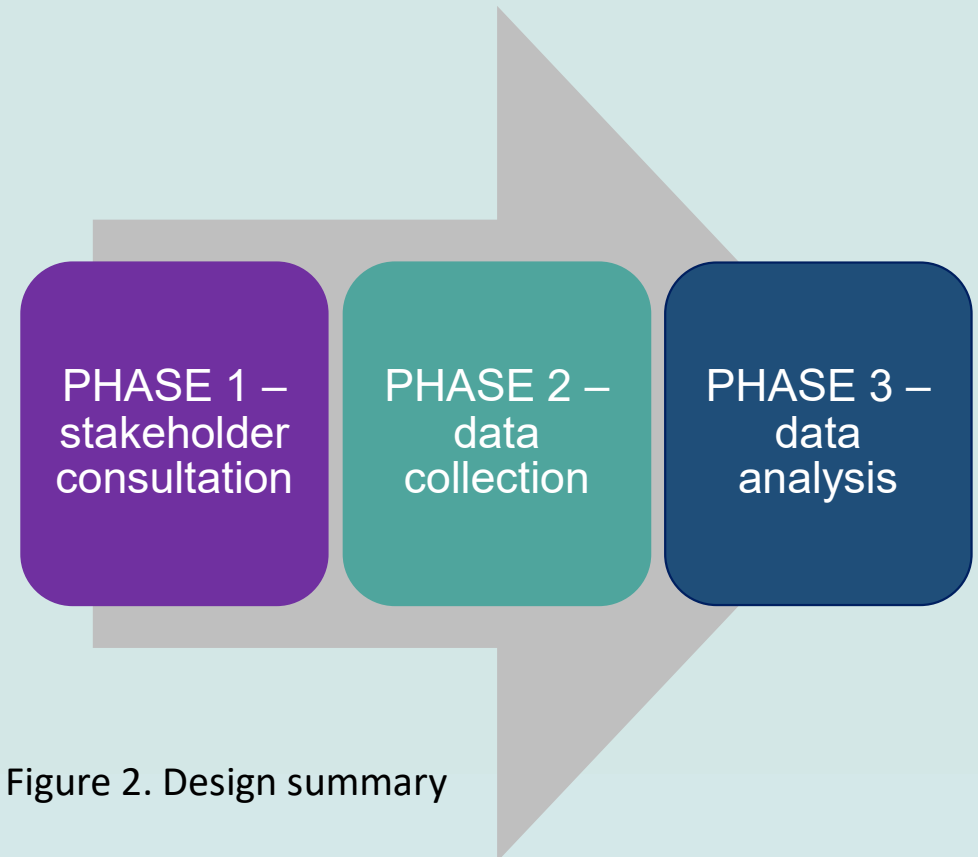 PHASE 1 –
stakeholder
consultation
PHASE 2 –
data
collection
PHASE 3 –
data
analysis
Figure 2. Design summary